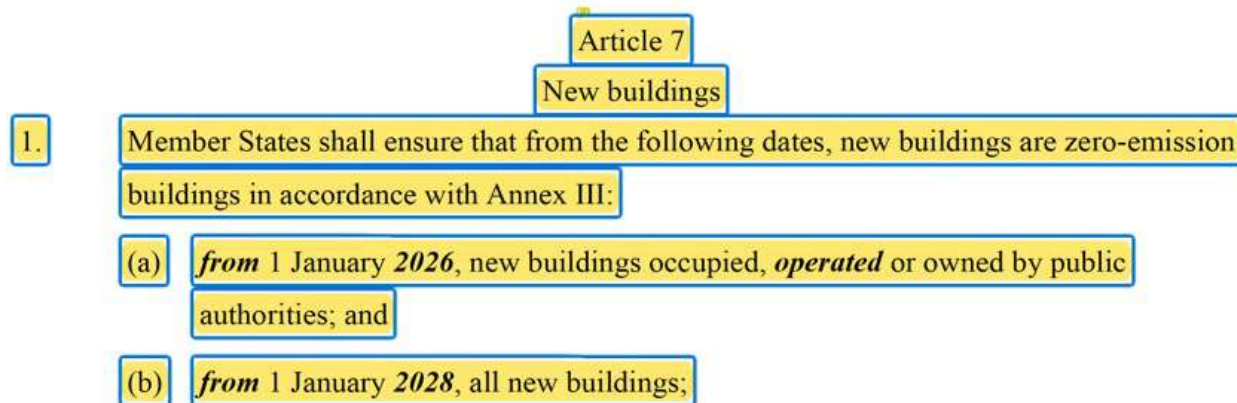 Article 7
New buildings
1. Member States shall ensure that from the following dates, new buildings are zero-emission
buildings in accordance with Annex III:
(a) from 1 January 2026, new buildings occupied, operated or owned by public
authorities; and
(b) from 1 January 2028, all new buildings;